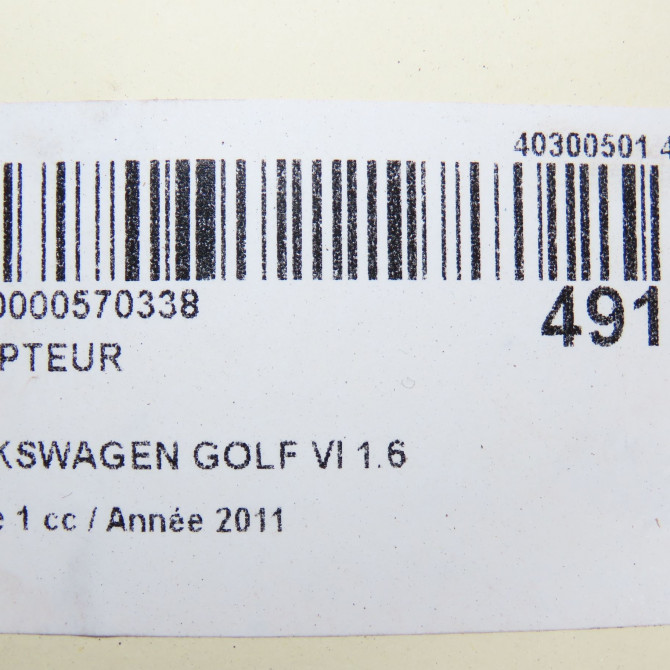 40300501 4
0000570338
491
PTEUR
KSWAGEN GOLF VI 1.6
e 1 cc / Année 2011